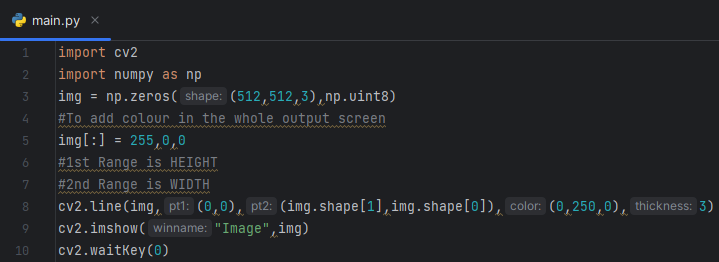 main.py ×
1 import cv2
2 import numpy as np
3 img = np.zeros( shape: (512,512,3),np.uint8)
4 #To add colour in the whole output screen
5 img[:] = 255,0,0
6 #1st Range is HEIGHT
7 #2nd Range is WIDTH
8 cv2.line(img, pt1: (0,0), pt2: (img.shape[1],img.shape[0]), color: (0,250,0), thickness: 3)
9 cv2.imshow( winname: "Image",img)
10 cv2.waitKey(0)